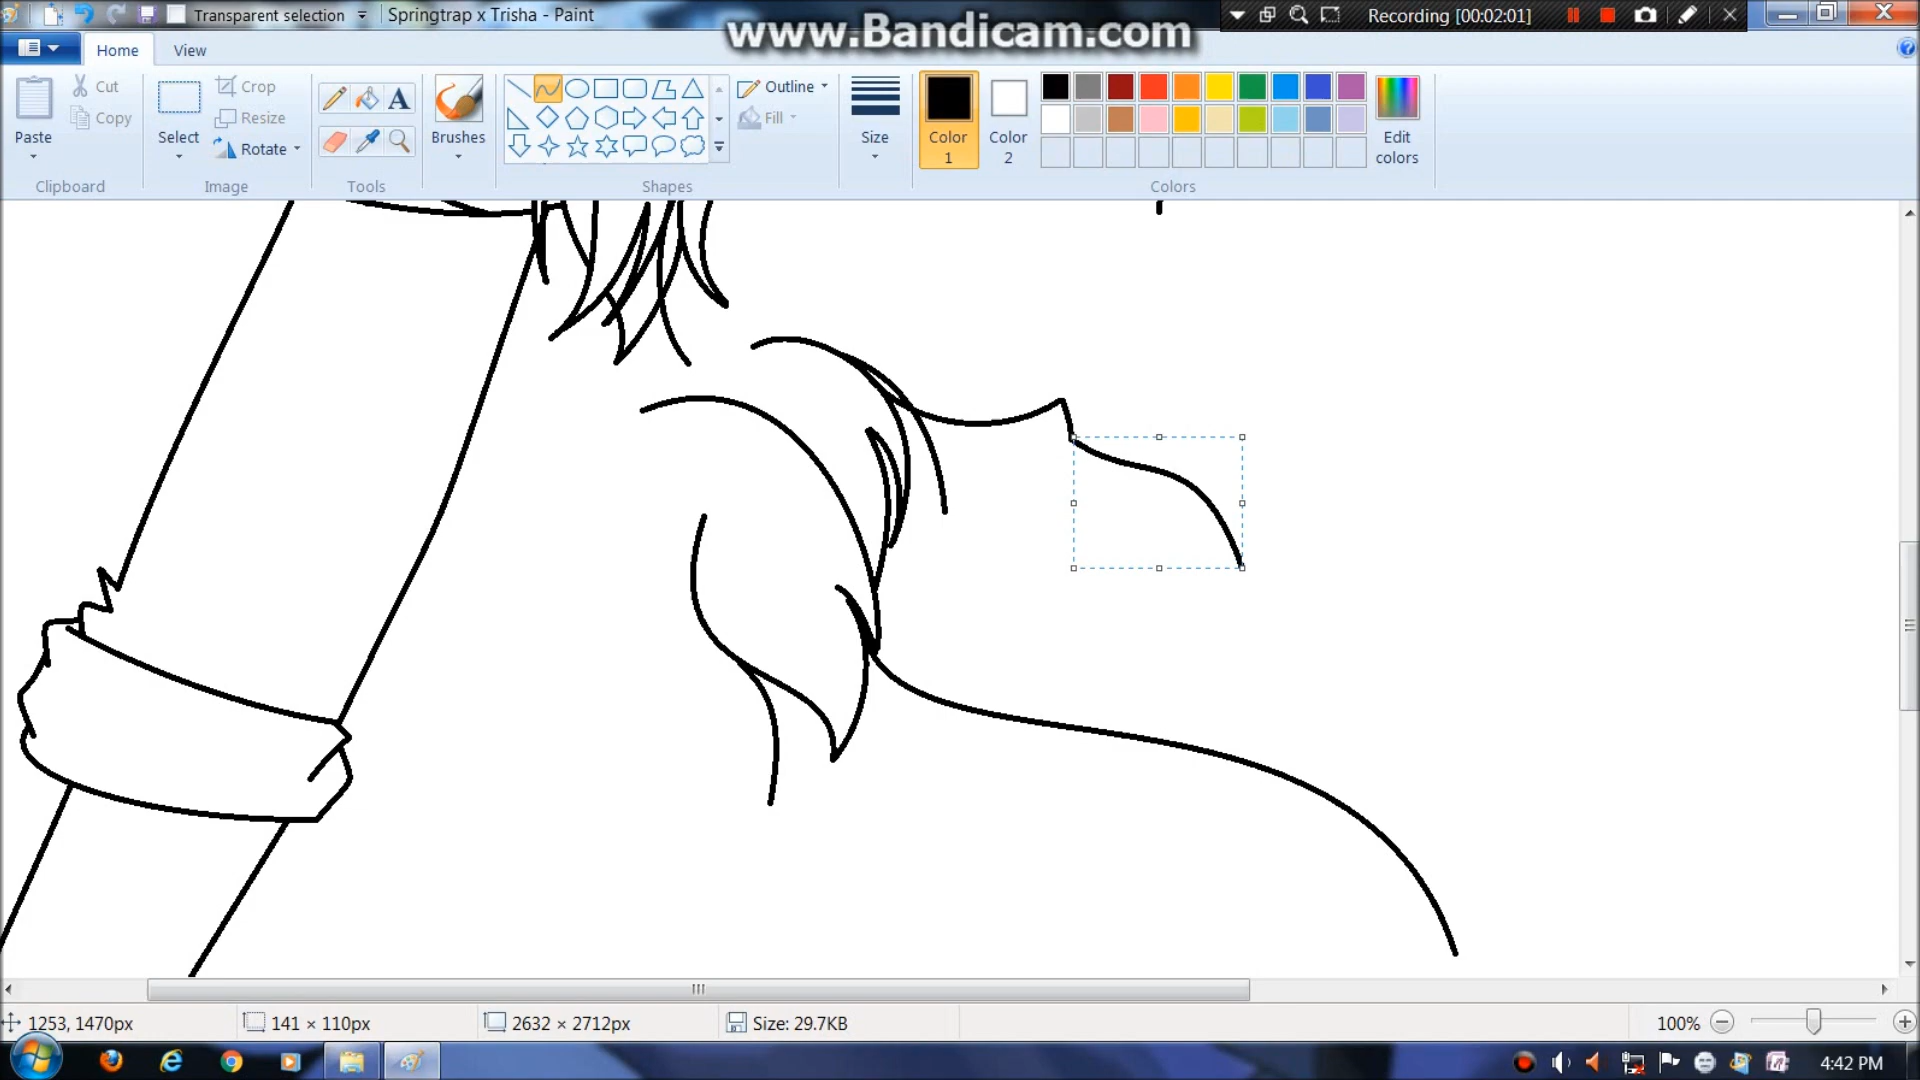 Transparent selection
Springtrap x Trisha - Paint
www.Bandicam.com
Recording [00:02:01]
Home
View
Paste
Cut
Copy
Clipboard
Select
Crop
Resize
Rotate
Image
A
Tools
Brushes
Shapes
Outline
Fill
Size
Color
1
Color
2
Edit
colors
Colors
1253, 1470px
141 × 110px
2632 × 2712px
Size: 29.7KB
100%
4:42 PM